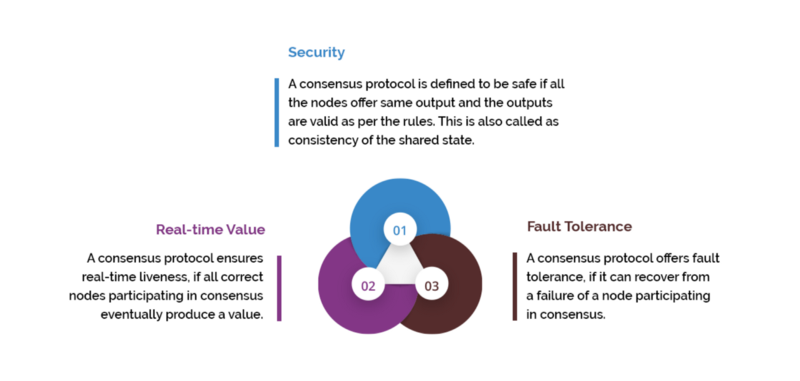 Security
A consensus protocol is defined to be safe if all
the nodes offer same output and the outputs
are valid as per the rules. This is also called as
consistency of the shared state.
01
Real-time Value
A consensus protocol ensures
real-time liveness, if all correct
nodes participating in consensus
eventually produce a value.
02
03
Fault Tolerance
A consensus protocol offers fault
tolerance, if it can recover from
a failure of a node participating
in consensus.